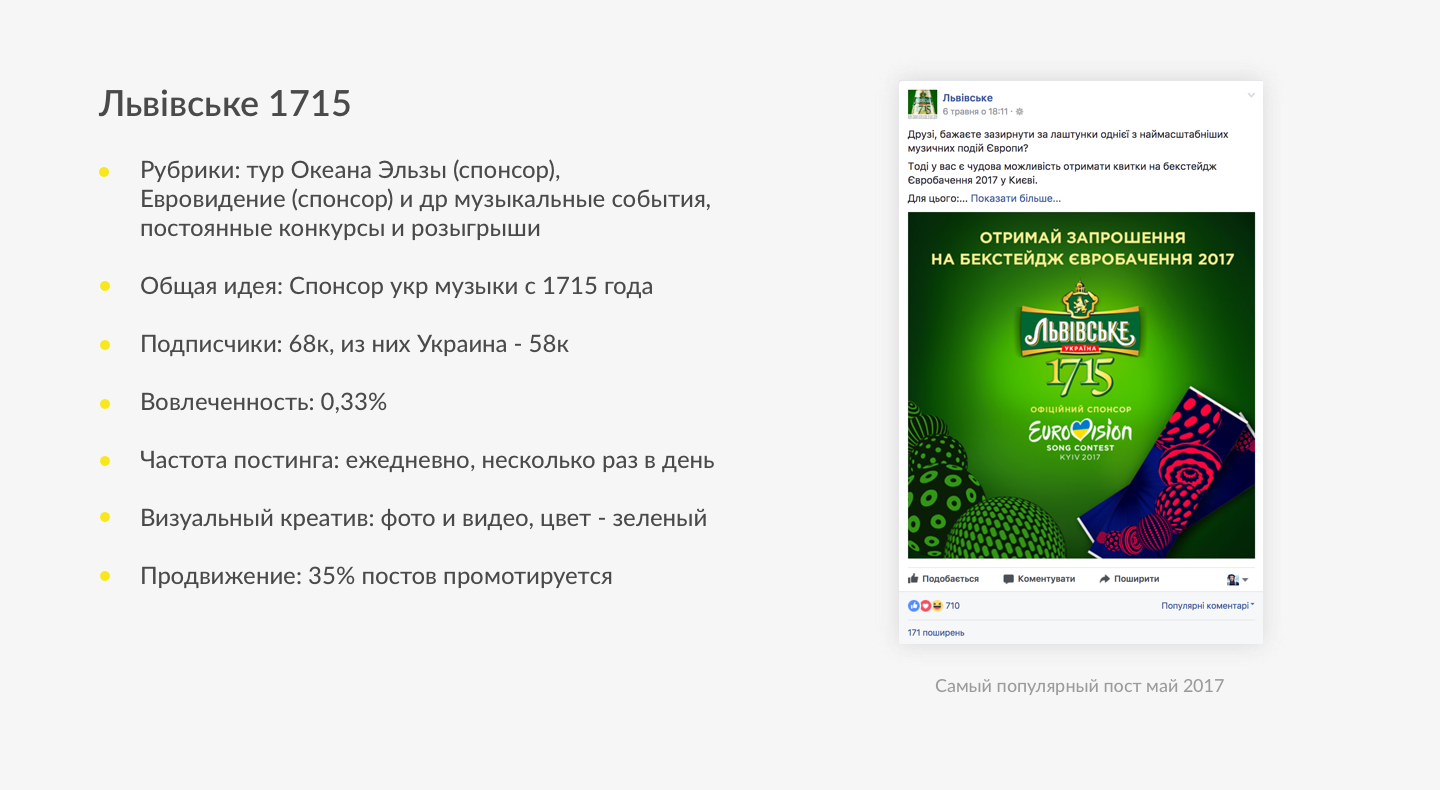 Львівське 1715
Рубрики: тур Океана Эльзы (спонсор),
Евровидение (спонсор) и др музыкальные события,
постоянные конкурсы и розыгрыши
Общая идея: Спонсор укр музыки с 1715 года
Подписчики: 68к, из них Украина - 58к
Вовлеченность: 0,33%
Частота постинга: ежедневно, несколько раз в день
Визуальный креатив: фото и видео, цвет - зеленый
Продвижение: 35% постов промотируется
Львівське
6 травня о 18:11 ·
Друзі, бажаєте зазирнути за лаштунки однієї з наймасштабніших
музичних подій Європи?
Тоді у вас є чудова можливість отримати квитки на бекстейдж
Євробачення 2017 у Києві.
Для цього:... Показати більше...
ОТРИМАЙ ЗАПРОШЕННЯ
НА БЕКСТЕЙДЖ ЄВРОБАЧЕННЯ 2017
ЛЬВІВСЬКЕ
УКРАЇНА
1715
ОФІЦІЙНИЙ СПОНСОР
EUROVISION
SONG CONTEST
KYIV 2017
Подобається Коментувати Поширити
710 Популярні коментарі
171 поширень
Самый популярный пост май 2017